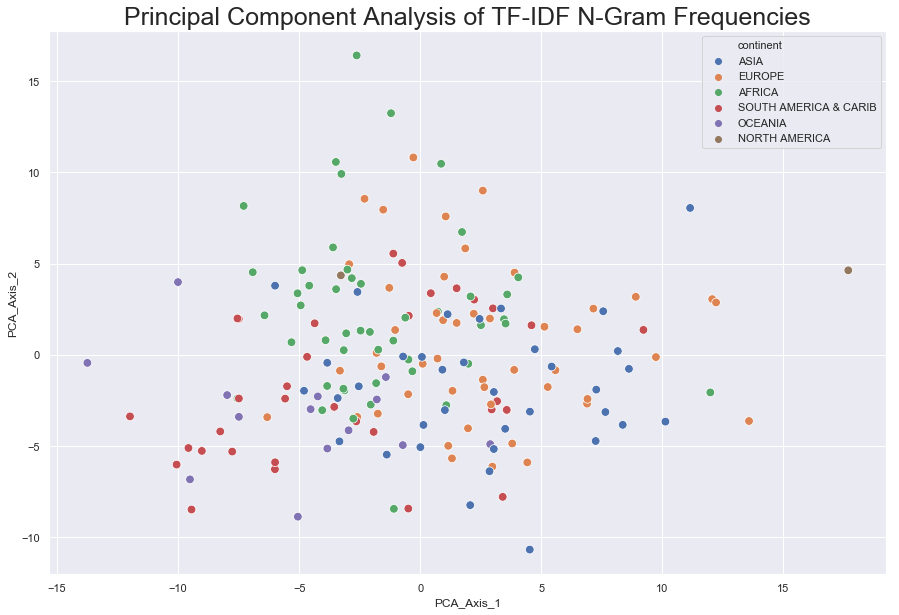 Principal Component Analysis of TF-IDF N-Gram Frequencies
continent
ASIA
EUROPE
AFRICA
SOUTH AMERICA & CARIB
OCEANIA
NORTH AMERICA
15
10
5
0
−5
−10
PCA_Axis_2
−15 −10 −5 0 5 10 15
PCA_Axis_1